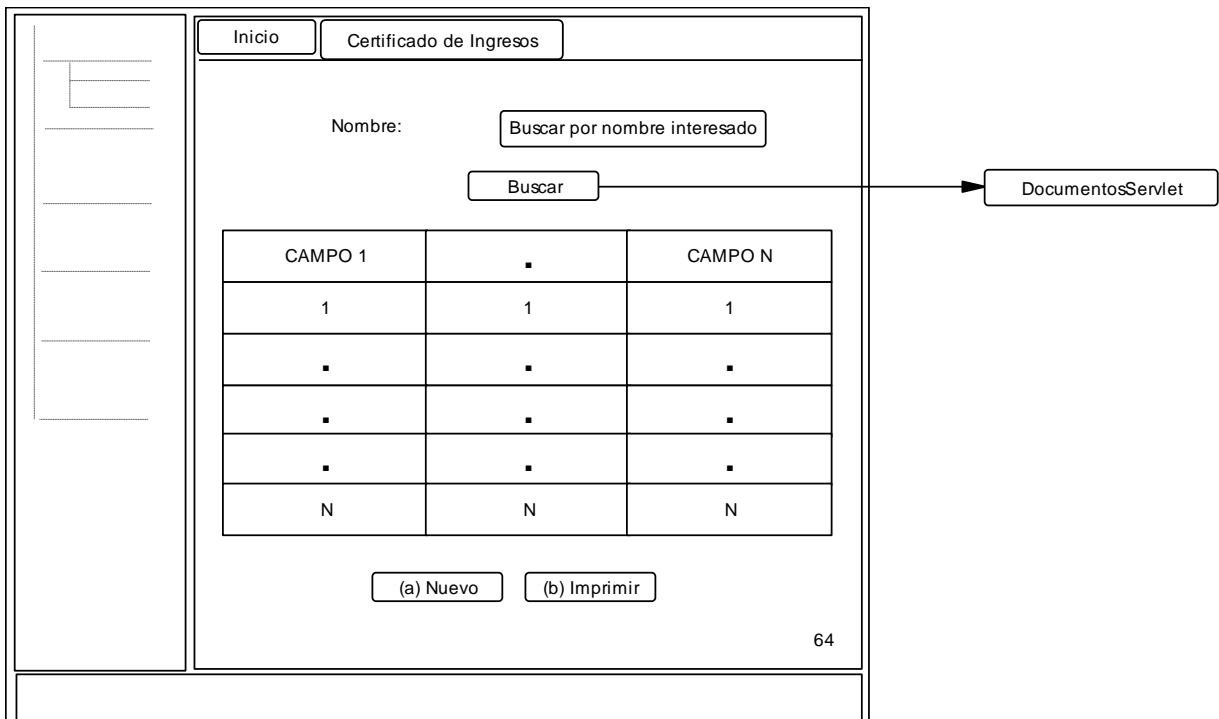 Inicio
Certificado de Ingresos
Nombre:
Buscar por nombre interesado
Buscar
DocumentosServlet
CAMPO 1 . CAMPO N
1 1 1
. . .
. . .
. . .
N N N
(a) Nuevo
(b) Imprimir
64